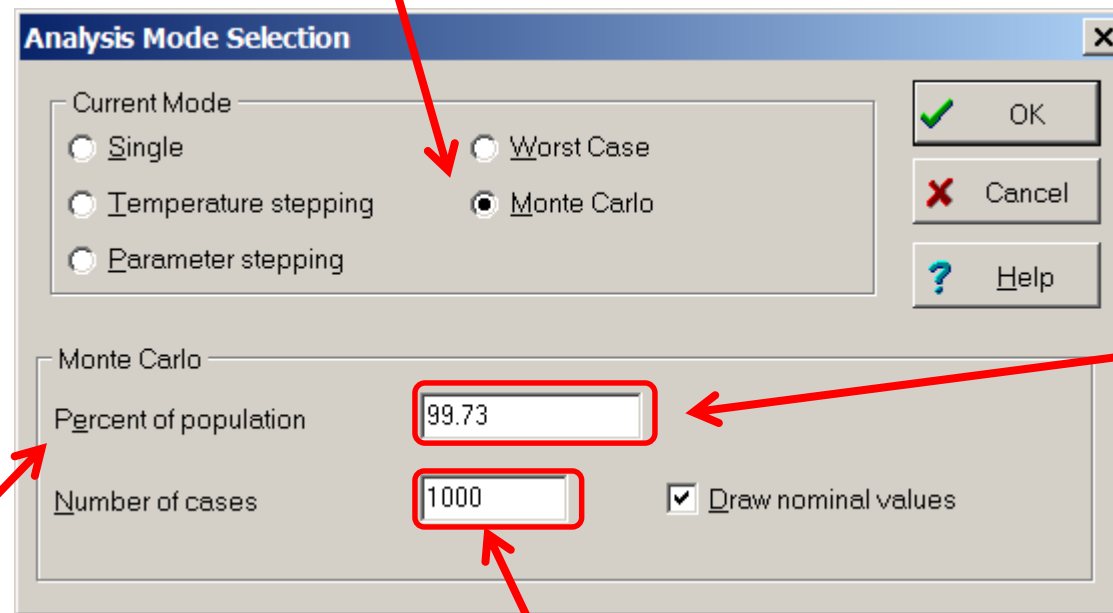 Analysis Mode Selection
Current Mode
Single
Worst Case
Temperature stepping
Monte Carlo
Parameter stepping
OK
Cancel
Help
Monte Carlo
Percent of population
99.73
Number of cases
1000
Draw nominal values